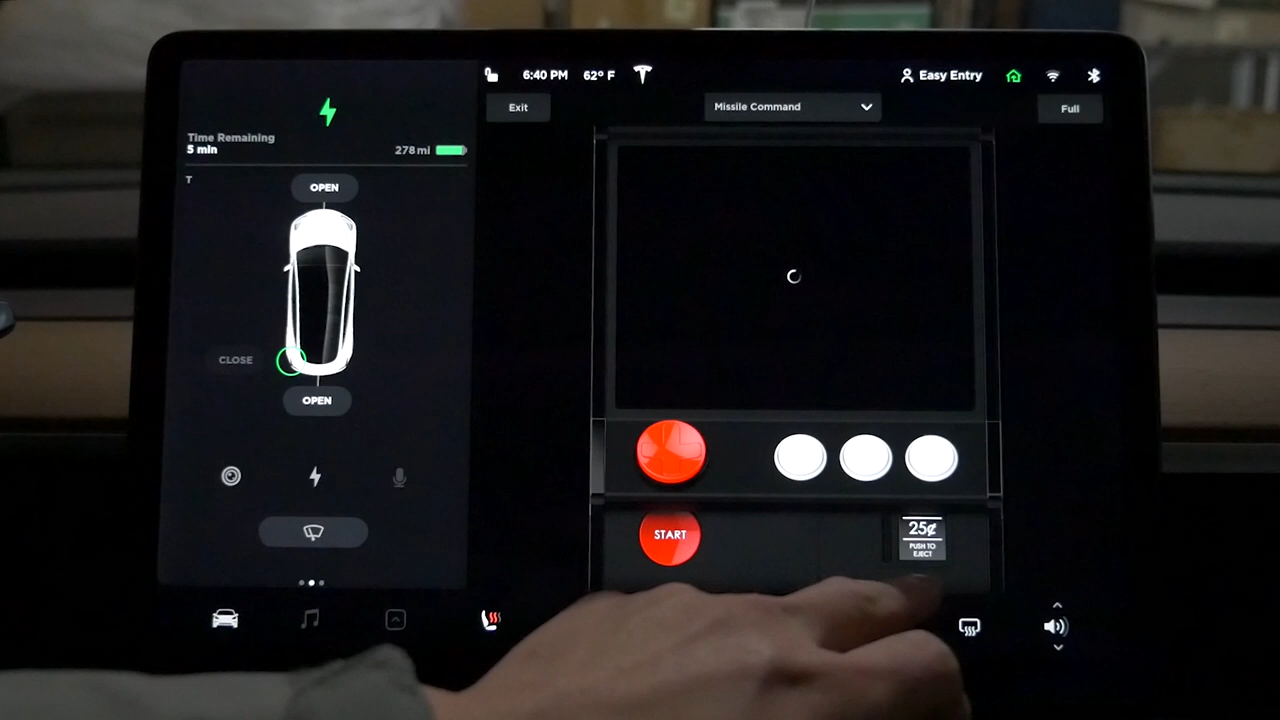 6:40 PM 62° F Easy Entry
Exit Missile Command Full
Time Remaining
5 min 278 mi
T
OPEN
CLOSE
OPEN
START
25¢
PUSH TO
EJECT